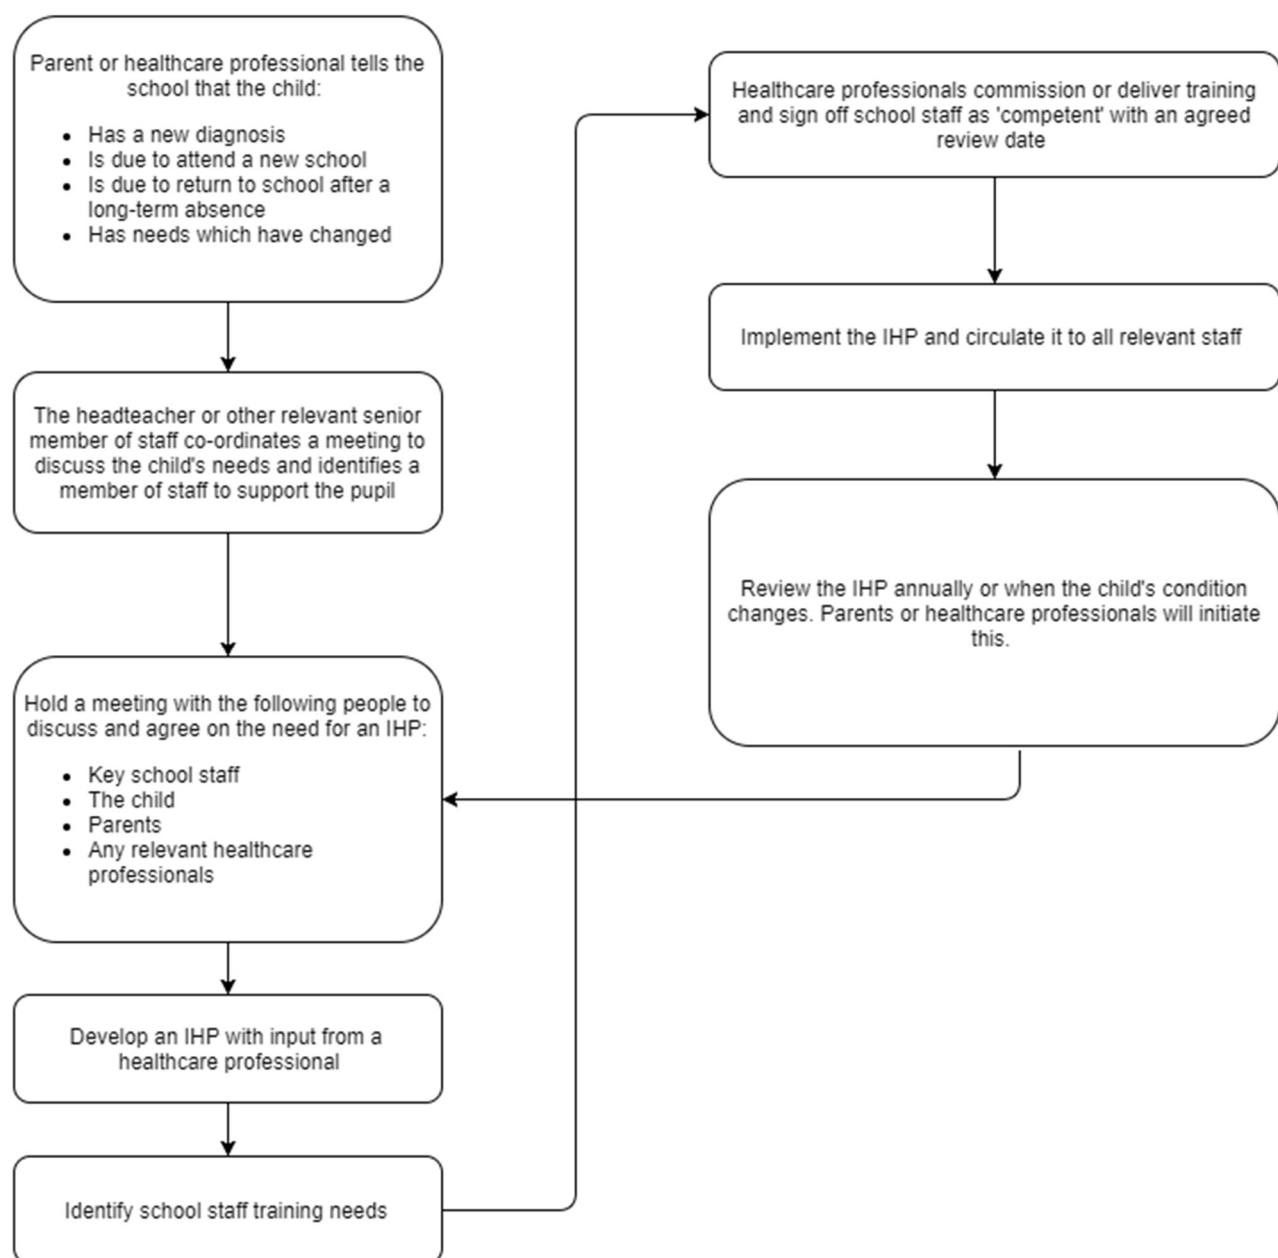 Parent or healthcare professional tells the
school that the child:
• Has a new diagnosis
• Is due to attend a new school
• Is due to return to school after a
long-term absence
• Has needs which have changed
The headteacher or other relevant senior
member of staff co-ordinates a meeting to
discuss the child's needs and identifies a
member of staff to support the pupil
Hold a meeting with the following people to
discuss and agree on the need for an IHP:
• Key school staff
• The child
• Parents
• Any relevant healthcare
professionals
Develop an IHP with input from a
healthcare professional
Identify school staff training needs
Healthcare professionals commission or deliver training
and sign off school staff as 'competent' with an agreed
review date
Implement the IHP and circulate it to all relevant staff
Review the IHP annually or when the child's condition
changes. Parents or healthcare professionals will initiate
this.